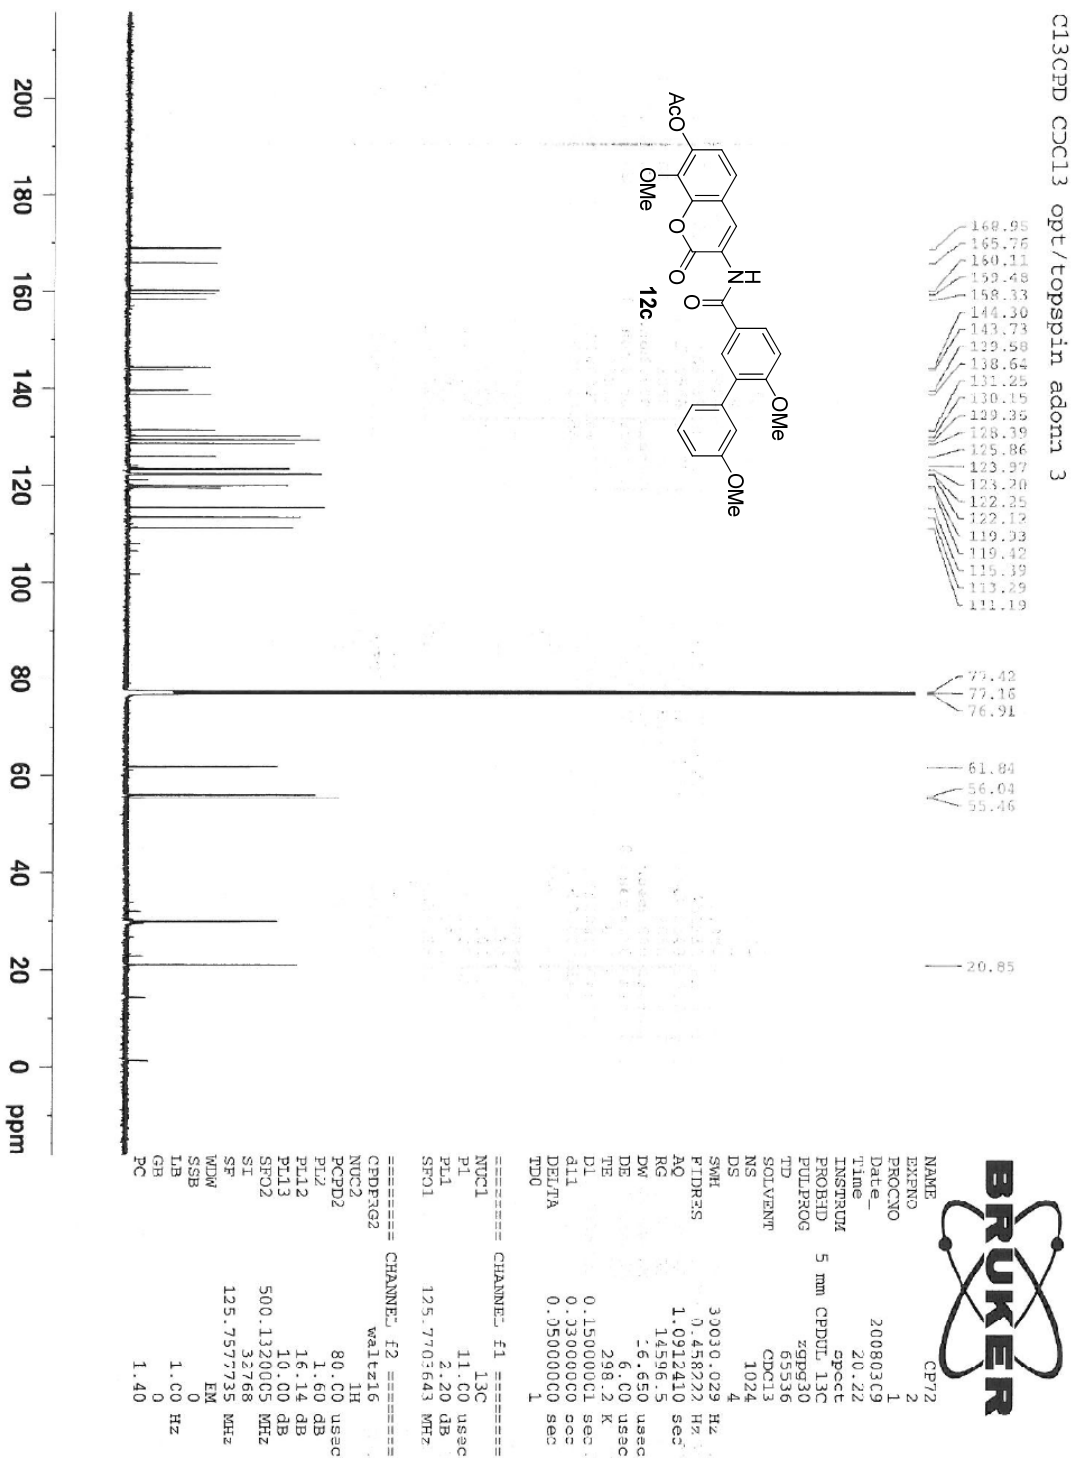 C13CPD CDCl3 opt/topspin adonn 3
168.95
165.76
160.11
159.48
158.33
144.30
143.73
139.58
138.64
131.25
130.15
129.35
128.39
125.86
123.97
123.20
122.25
122.12
119.93
119.42
115.39
113.29
111.19
77.42
77.16
76.91
61.84
56.04
55.46
20.85
AcO
OMe
O
O
NH
O
OMe
OMe
12c
200 180 160 140 120 100 80 60 40 20 0 ppm
BRUKER
NAME CP72
EXPNO 2
PROCNO 1
Date_ 20080309
Time 20.22
INSTRUM spect
PROBHD 5 mm CPDUL 13C
PULPROG zgpg30
TD 65536
SOLVENT CDCl3
NS 1024
DS 4
SWH 30030.029 Hz
FIDRES 0.458222 Hz
AQ 1.0912410 sec
RG 14596.5
DW 16.650 usec
DE 6.00 usec
TE 298.2 K
D1 0.15000001 sec
d11 0.03000000 sec
DELTA 0.05000000 sec
TD0 1
======== CHANNEL f1 ========
NUC1 13C
P1 11.00 usec
PL1 2.20 dB
SFO1 125.7703643 MHz
======== CHANNEL f2 ========
CPDPRG2 waltz16
NUC2 1H
PCPD2 80.00 usec
PL2 1.60 dB
PL12 16.14 dB
PL13 10.00 dB
SFO2 500.1320005 MHz
SI 32768
SF 125.7577735 MHz
WDW EM
SSB 0
LB 1.00 Hz
GB 0
PC 1.40